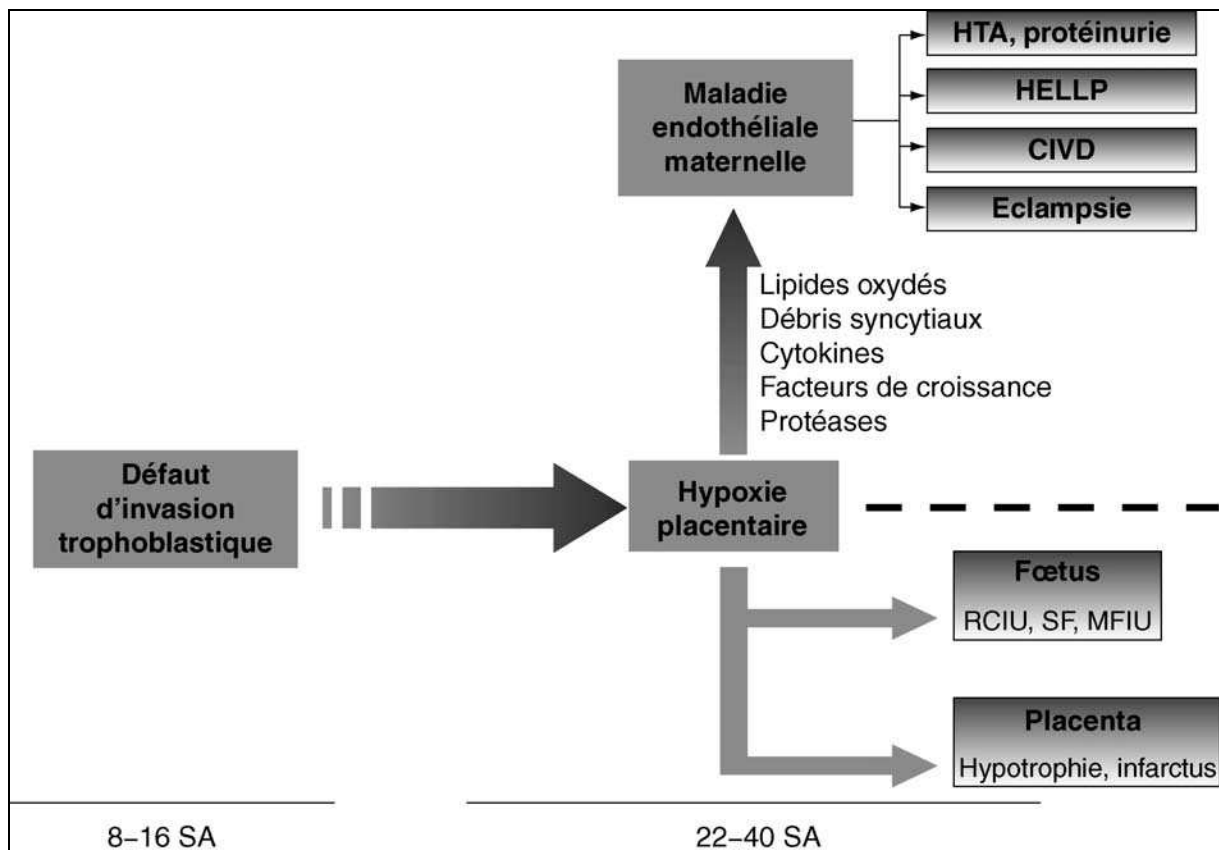 HTA, protéinurie
HELLP
CIVD
Eclampsie
Maladie
endothéliale
maternelle
Lipides oxydés
Débris syncytiaux
Cytokines
Facteurs de croissance
Protéases
Défaut
d'invasion
trophoblastique
Hypoxie
placentaire
Fœtus
RCIU, SF, MFIU
Placenta
Hypotrophie, infarctus
8–16 SA
22–40 SA